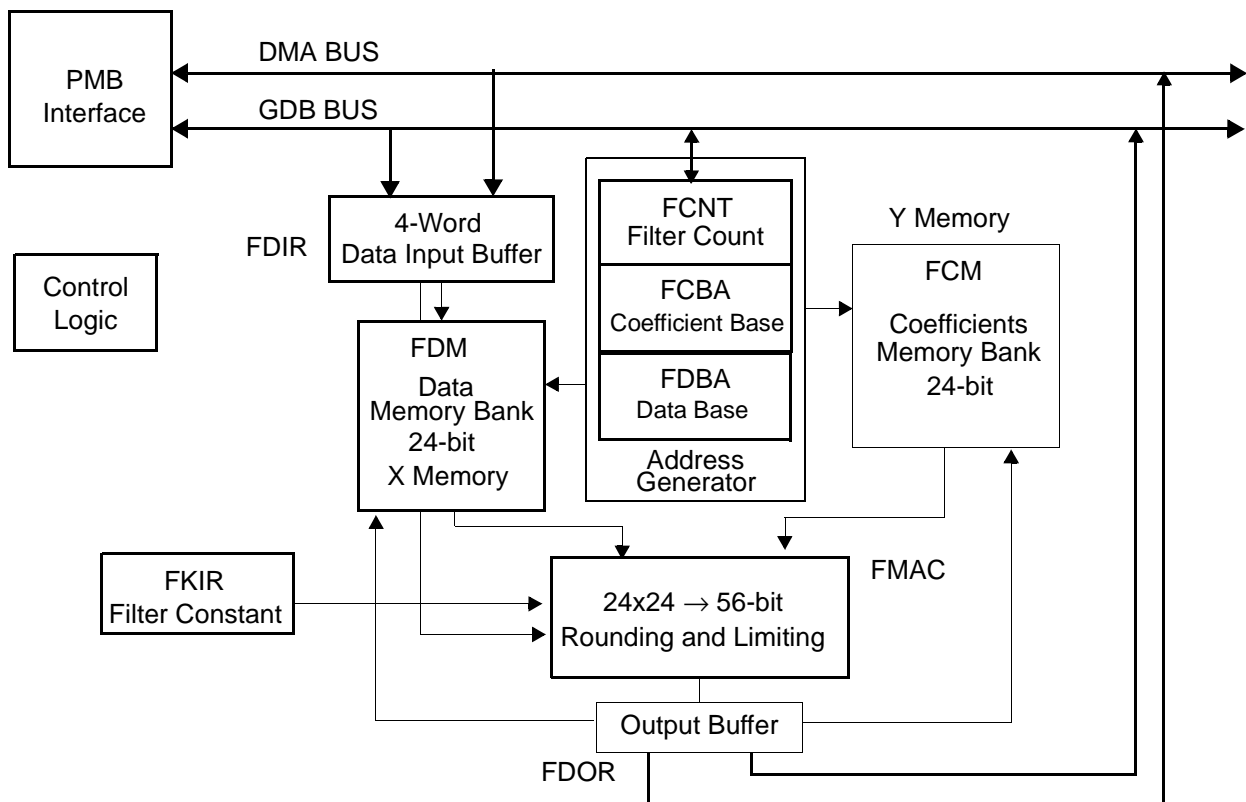 DMA BUS
PMB
Interface
GDB BUS
4-Word
Data Input Buffer
FDIR
FCNT
Filter Count
FCBA
Coefficient Base
FDBA
Data Base
Address
Generator
Y Memory
FCM
Coefficients
Memory Bank
24-bit
Control
Logic
FDM
Data
Memory Bank
24-bit
X Memory
FKIR
Filter Constant
FMAC
24x24 → 56-bit
Rounding and Limiting
Output Buffer
FDOR